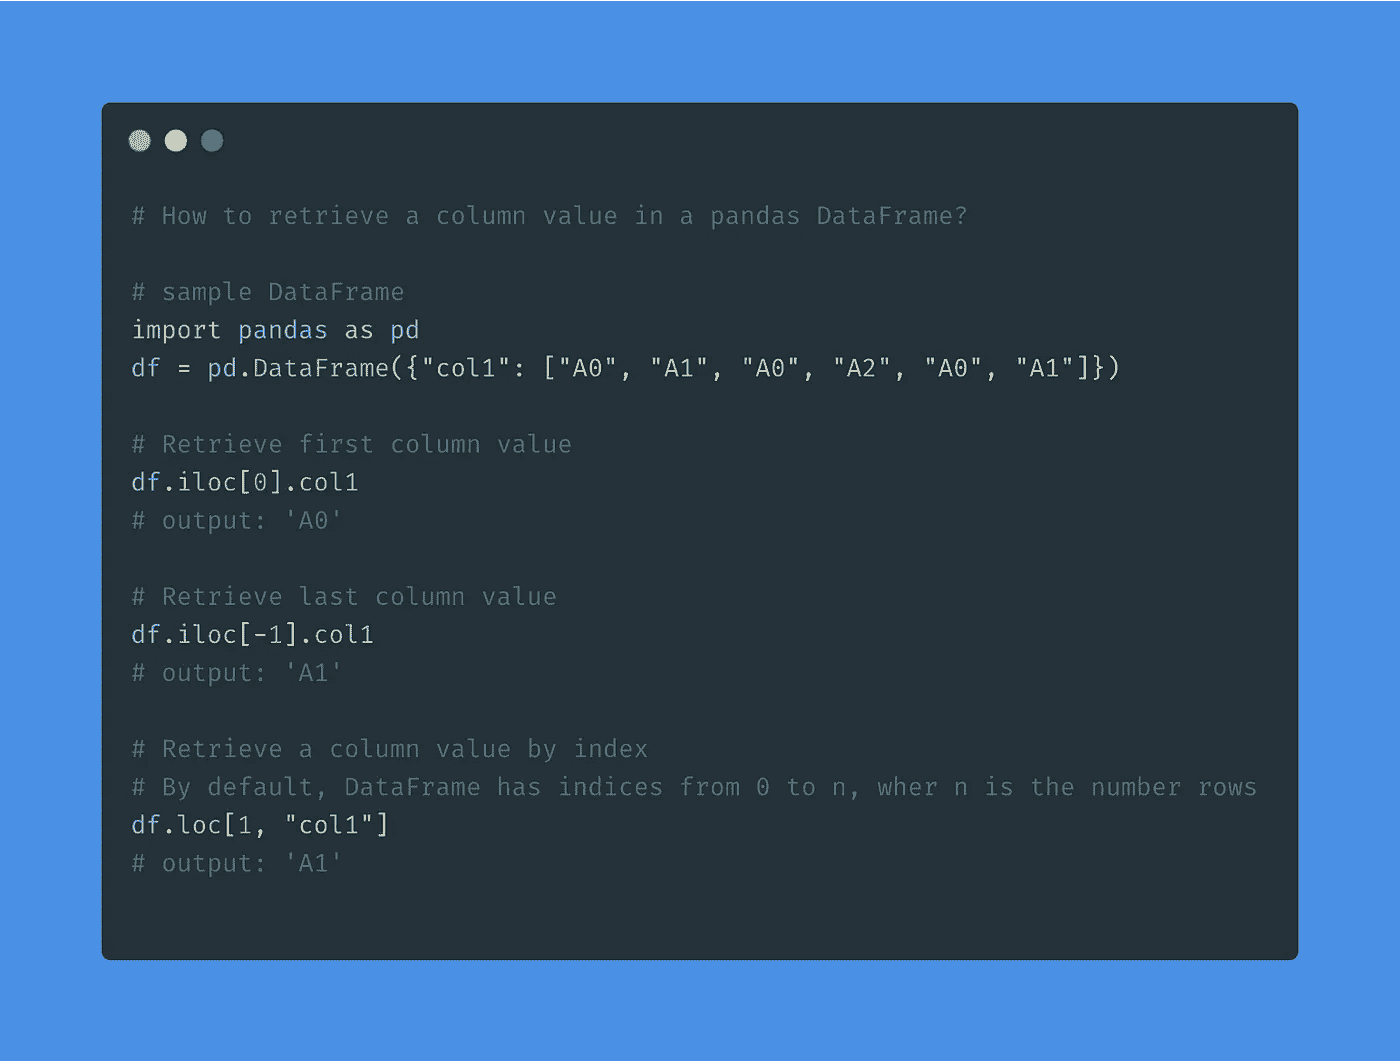 # How to retrieve a column value in a pandas DataFrame?
# sample DataFrame
import pandas as pd
df = pd.DataFrame({"col1": ["A0", "A1", "A0", "A2", "A0", "A1"]})
# Retrieve first column value
df.iloc[0].col1
# output: 'A0'
# Retrieve last column value
df.iloc[-1].col1
# output: 'A1'
# Retrieve a column value by index
# By default, DataFrame has indices from 0 to n, wher n is the number rows
df.loc[1, "col1"]
# output: 'A1'